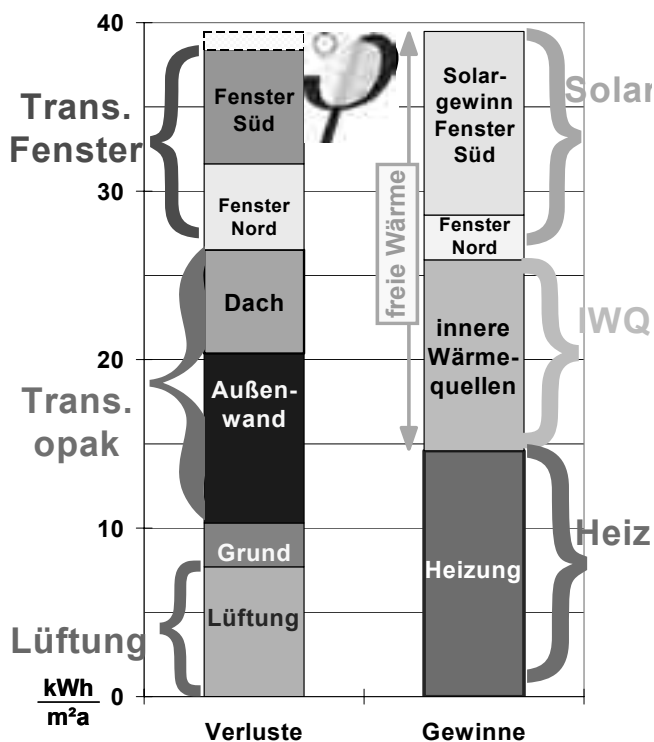 40
30
20
10
0
kWh
m²a
Trans.
Fenster
Trans.
opak
Lüftung
Fenster
Süd
Fenster
Nord
Dach
Außen-
wand
Grund
Lüftung
Verluste
freie Wärme
Solar-
gewinn
Fenster
Süd
Fenster
Nord
innere
Wärme-
quellen
Heizung
Gewinne
Solar
IWQ
Heiz